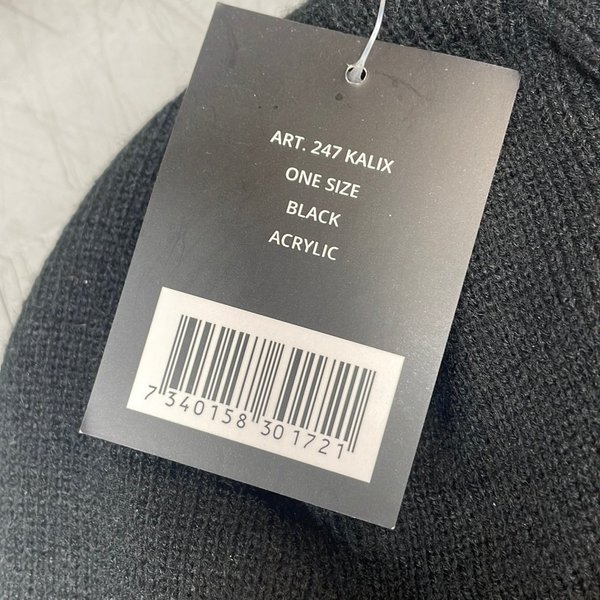 ART. 247 KALIX
ONE SIZE
BLACK
ACRYLIC
7 340158 301721